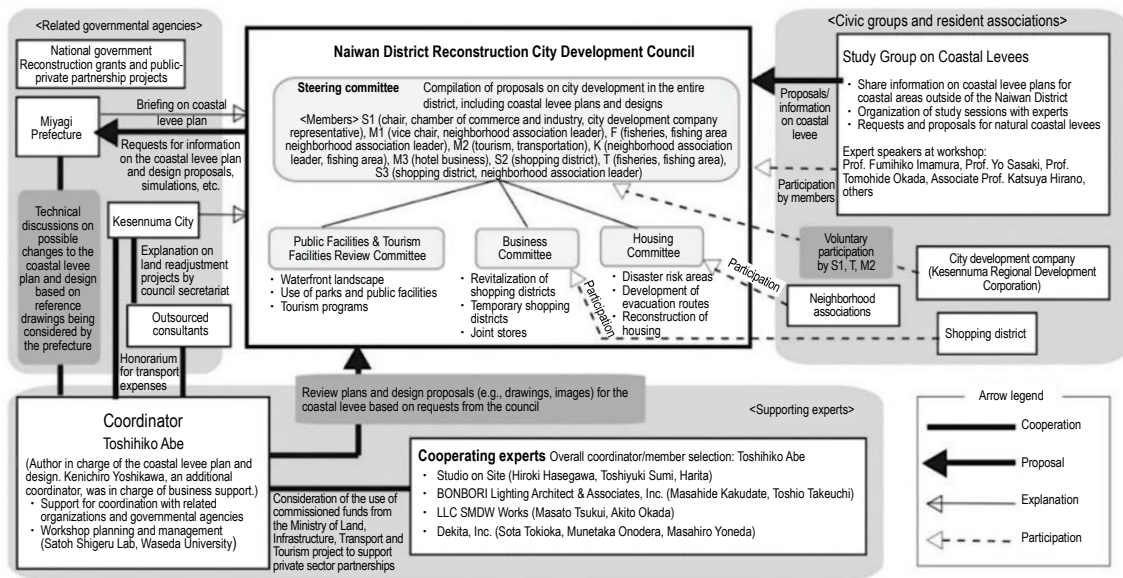 <Related governmental agencies>
National government
Reconstruction grants and public-
private partnership projects
Miyagi
Prefecture
Briefing on coastal
levee plan
Requests for information
on the coastal levee plan
and design proposals,
simulations, etc.
Technical
discussions on
possible
changes to the
coastal levee
plan and design
based on
reference
drawings being
considered by
the prefecture
Kesennuma City
Explanation on
land readjustment
projects by
council secretariat
Outsourced
consultants
Honorarium
for transport
expenses
Naiwan District Reconstruction City Development Council
Steering committee Compilation of proposals on city development in the entire
district, including coastal levee plans and designs
<Members> S1 (chair, chamber of commerce and industry, city development company
representative), M1 (vice chair, neighborhood association leader), F (fisheries, fishing area
neighborhood association leader), M2 (tourism, transportation), K (neighborhood association
leader, fishing area), M3 (hotel business), S2 (shopping district), T (fisheries, fishing area),
S3 (shopping district, neighborhood association leader)
Public Facilities & Tourism
Facilities Review Committee
• Waterfront landscape
• Use of parks and public facilities
• Tourism programs
Business
Committee
• Revitalization of
shopping districts
• Temporary shopping
districts
• Joint stores
Housing
Committee
• Disaster risk areas
• Development of
evacuation routes
• Reconstruction of
housing
Participation
Participation
<Civic groups and resident associations>
Study Group on Coastal Levees
• Share information on coastal levee plans for
coastal areas outside of the Naiwan District
• Organization of study sessions with experts
• Requests and proposals for natural coastal levees
Expert speakers at workshop:
Prof. Fumihiko Imamura, Prof. Yo Sasaki, Prof.
Tomohide Okada, Associate Prof. Katsuya Hirano,
others
Proposals/
information
on coastal
levee
Participation
by members
Voluntary
participation
by S1, T, M2
City development company
(Kesennuma Regional Development
Corporation)
Neighborhood
associations
Shopping district
Review plans and design proposals (e.g., drawings, images) for the
coastal levee based on requests from the council
<Supporting experts>
Coordinator
Toshihiko Abe
(Author in charge of the coastal levee plan and
design. Kenichiro Yoshikawa, an additional
coordinator, was in charge of business support.)
• Support for coordination with related
organizations and governmental agencies
• Workshop planning and management
(Satoh Shigeru Lab, Waseda University)
Consideration of the use of
commissioned funds from
the Ministry of Land,
Infrastructure, Transport and
Tourism project to support
private sector partnerships
Cooperating experts Overall coordinator/member selection: Toshihiko Abe
• Studio on Site (Hiroki Hasegawa, Toshiyuki Sumi, Harita)
• BONBORI Lighting Architect & Associates, Inc. (Masahide Kakudate, Toshio Takeuchi)
• LLC SMDW Works (Masato Tsukui, Akito Okada)
• Dekita, Inc. (Sota Tokioka, Munetaka Onodera, Masahiro Yoneda)
Arrow legend
Cooperation
Proposal
Explanation
Participation